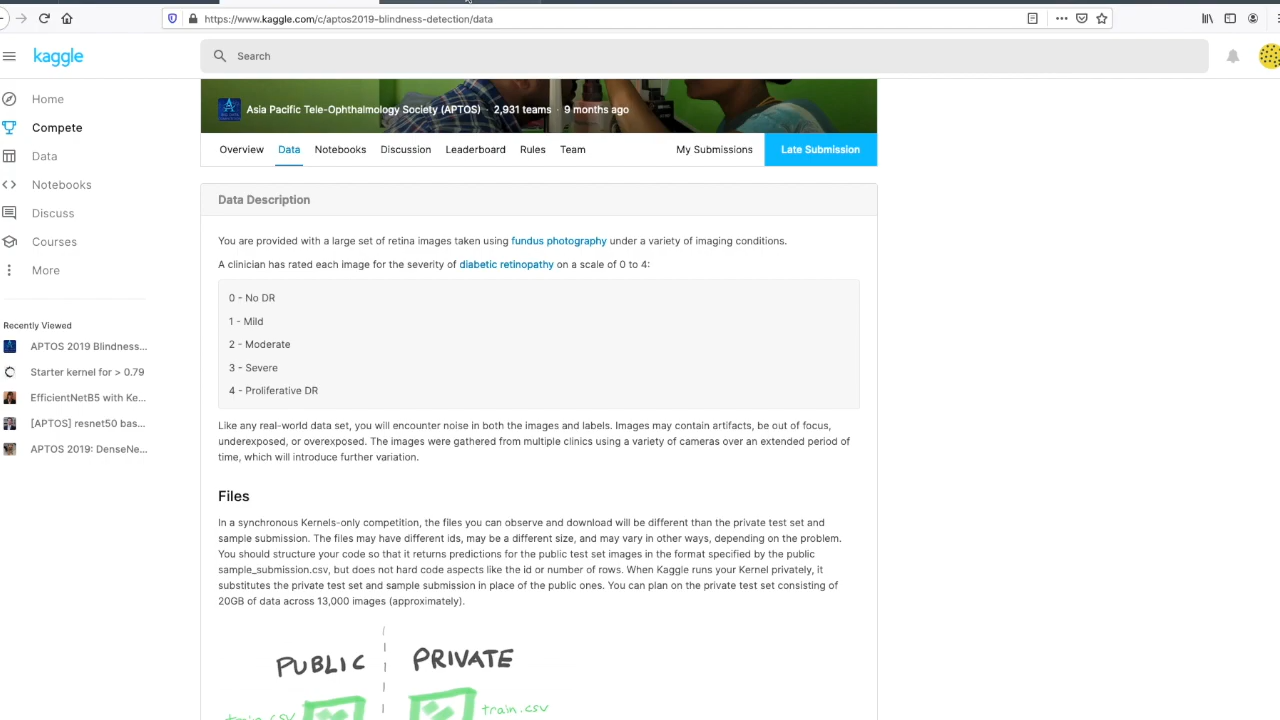 https://www.kaggle.com/c/aptos2019-blindness-detection/data
kaggle
Search
Home
Compete
Data
Notebooks
Discuss
Courses
More
Recently Viewed
APTOS 2019 Blindness...
Starter kernel for > 0.79
EfficientNetB5 with Ke...
[APTOS] resnet50 bas...
APTOS 2019: DenseNe...
Asia Pacific Tele-Ophthalmology Society (APTOS) · 2,931 teams · 9 months ago
Overview Data Notebooks Discussion Leaderboard Rules Team My Submissions Late Submission
Data Description
You are provided with a large set of retina images taken using fundus photography under a variety of imaging conditions.
A clinician has rated each image for the severity of diabetic retinopathy on a scale of 0 to 4:
0 - No DR
1 - Mild
2 - Moderate
3 - Severe
4 - Proliferative DR
Like any real-world data set, you will encounter noise in both the images and labels. Images may contain artifacts, be out of focus,
underexposed, or overexposed. The images were gathered from multiple clinics using a variety of cameras over an extended period of
time, which will introduce further variation.
Files
In a synchronous Kernels-only competition, the files you can observe and download will be different than the private test set and
sample submission. The files may have different ids, may be a different size, and may vary in other ways, depending on the problem.
You should structure your code so that it returns predictions for the public test set images in the format specified by the public
sample_submission.csv, but does not hard code aspects like the id or number of rows. When Kaggle runs your Kernel privately, it
substitutes the private test set and sample submission in place of the public ones. You can plan on the private test set consisting of
20GB of data across 13,000 images (approximately).
PUBLIC PRIVATE
train.csv train.csv